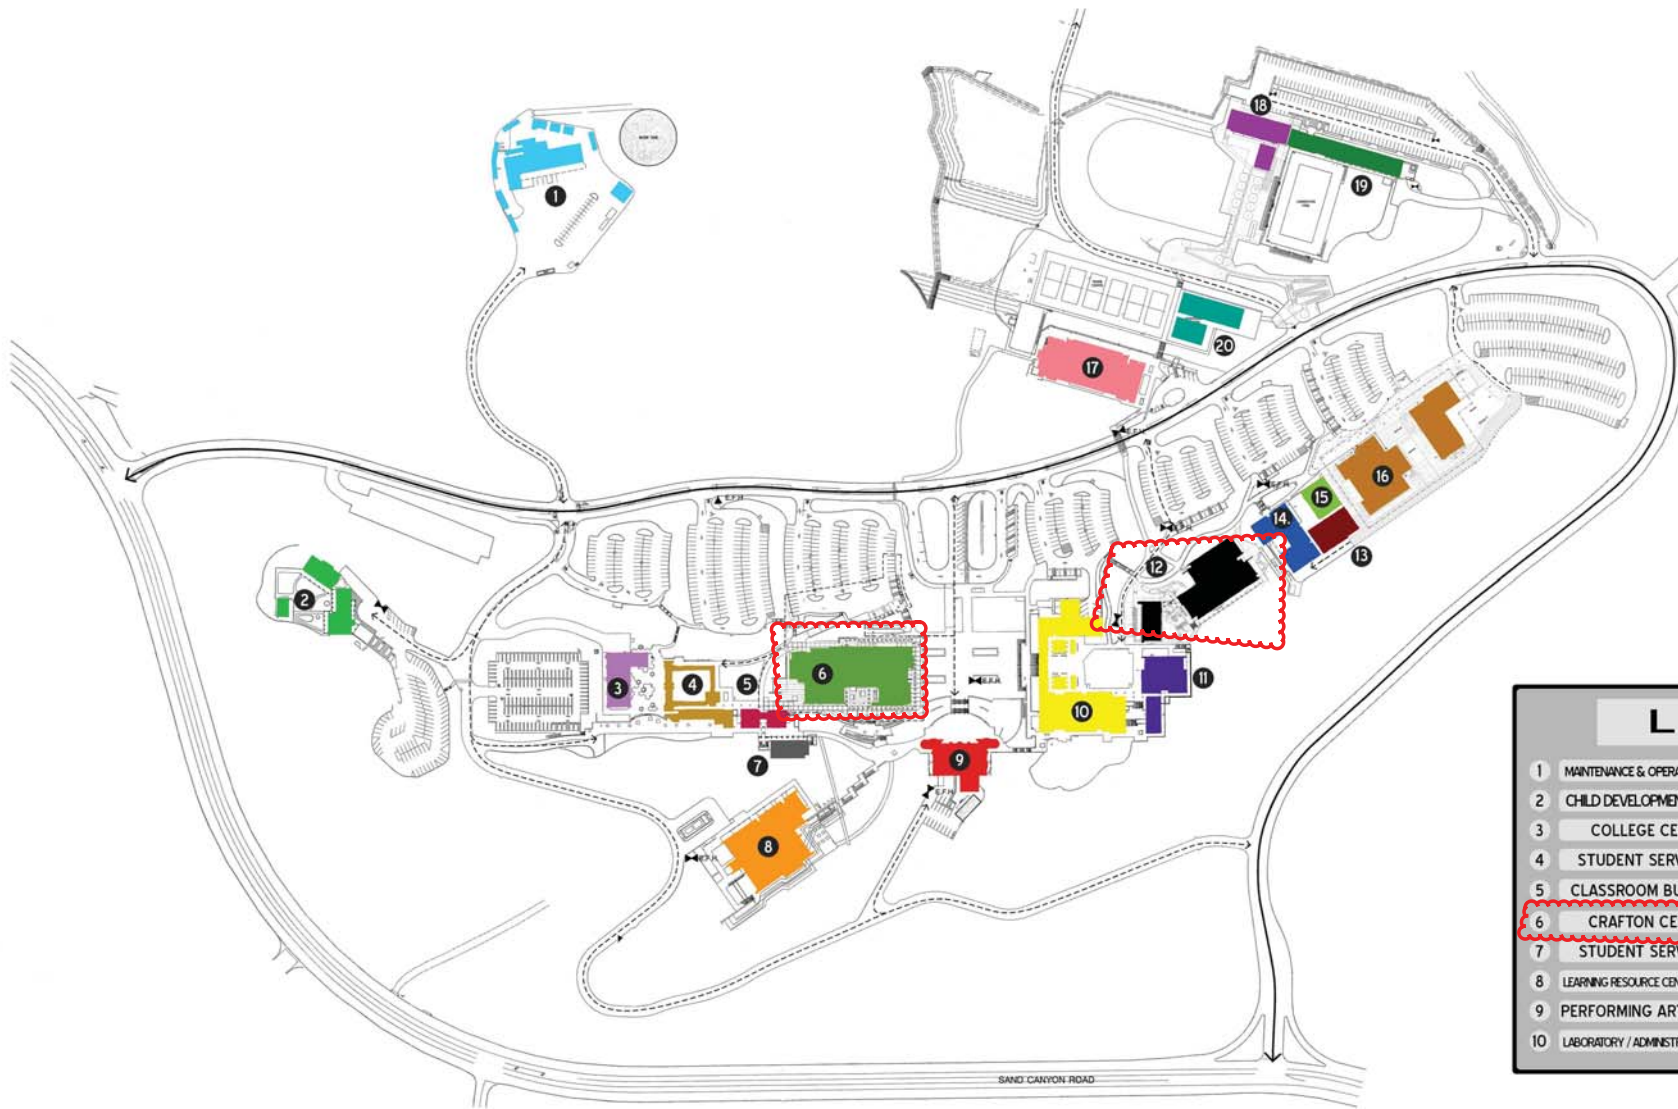 18
1
19
E.F.H.
20
17
E.F.H.
16
15
14.
13
12
2
3
4
5
6
11
10
7
9
E.F.H.
8
SAND CANYON ROAD
L
1 MAINTENANCE & OPERA
2 CHILD DEVELOPMEN
3 COLLEGE CE
4 STUDENT SERV
5 CLASSROOM BU
6 CRAFTON CE
7 STUDENT SERV
8 LEARNING RESOURCE CEN
9 PERFORMING AR
10 LABORATORY / ADMINIST